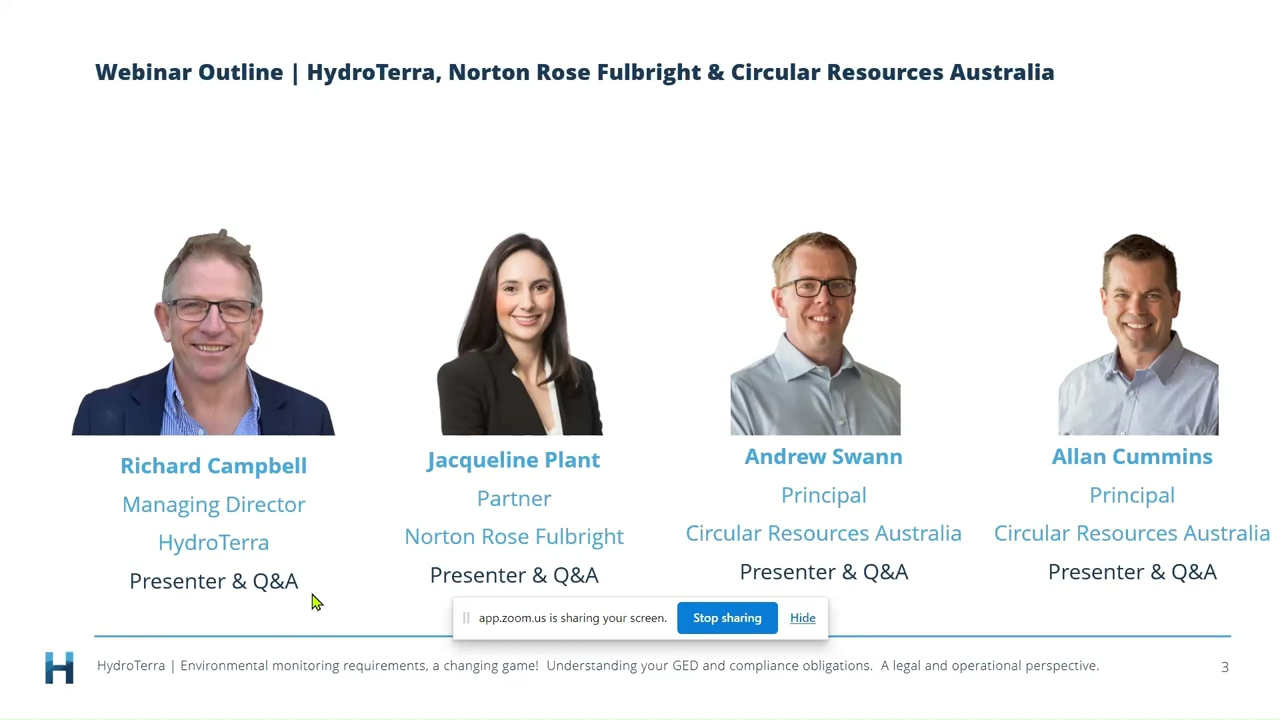 Webinar Outline | HydroTerra, Norton Rose Fulbright & Circular Resources Australia
Richard Campbell
Managing Director
HydroTerra
Presenter & Q&A
Jacqueline Plant
Partner
Norton Rose Fulbright
Presenter & Q&A
Andrew Swann
Principal
Circular Resources Australia
Presenter & Q&A
Allan Cummins
Principal
Circular Resources Australia
Presenter & Q&A
app.zoom.us is sharing your screen.
Stop sharing
Hide
HydroTerra | Environmental monitoring requirements, a changing game! Understanding your GED and compliance obligations. A legal and operational perspective.
3